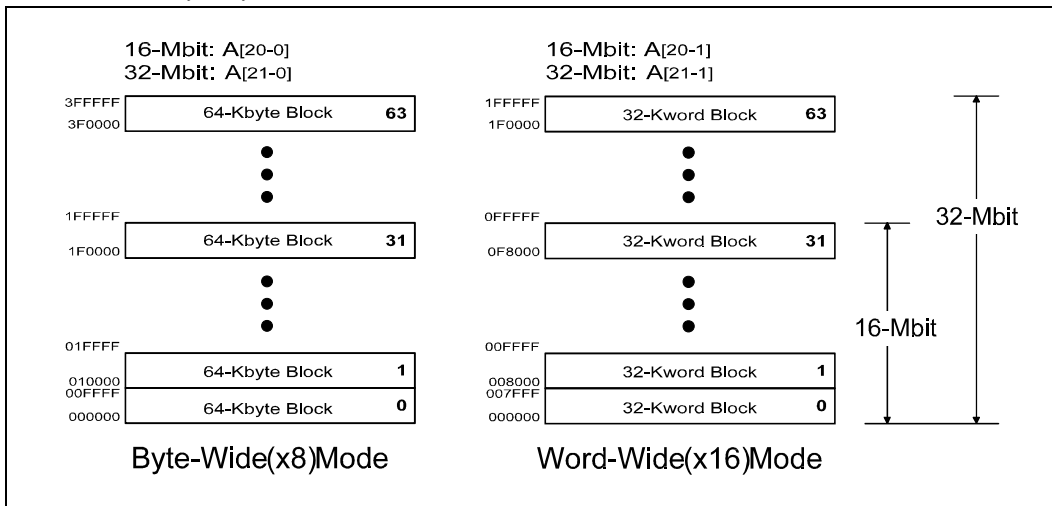 16-Mbit: A[20-0]
32-Mbit: A[21-0]
3FFFFF
3F0000
64-Kbyte Block 63
1FFFFF
1F0000
64-Kbyte Block 31
01FFFF
010000
64-Kbyte Block 1
00FFFF
000000
64-Kbyte Block 0
Byte-Wide(x8)Mode
16-Mbit: A[20-1]
32-Mbit: A[21-1]
1FFFFF
1F0000
32-Kword Block 63
0FFFFF
0F8000
32-Kword Block 31
00FFFF
008000
32-Kword Block 1
007FFF
000000
32-Kword Block 0
Word-Wide(x16)Mode
16-Mbit
32-Mbit